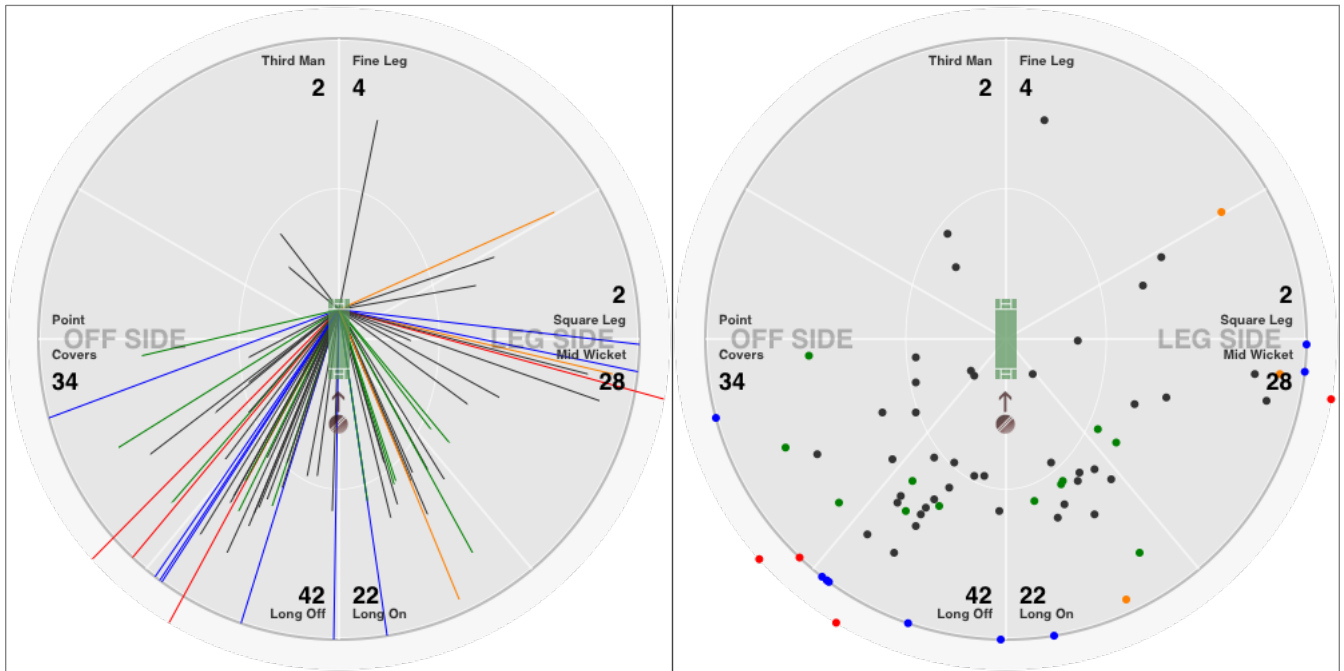 Third Man Fine Leg
2 4
2
Point Square Leg
OFF SIDE LEG SIDE
Covers Mid Wicket
34 28
42 22
Long Off Long On
Third Man Fine Leg
2 4
2
Point Square Leg
OFF SIDE LEG SIDE
Covers Mid Wicket
34 28
42 22
Long Off Long On